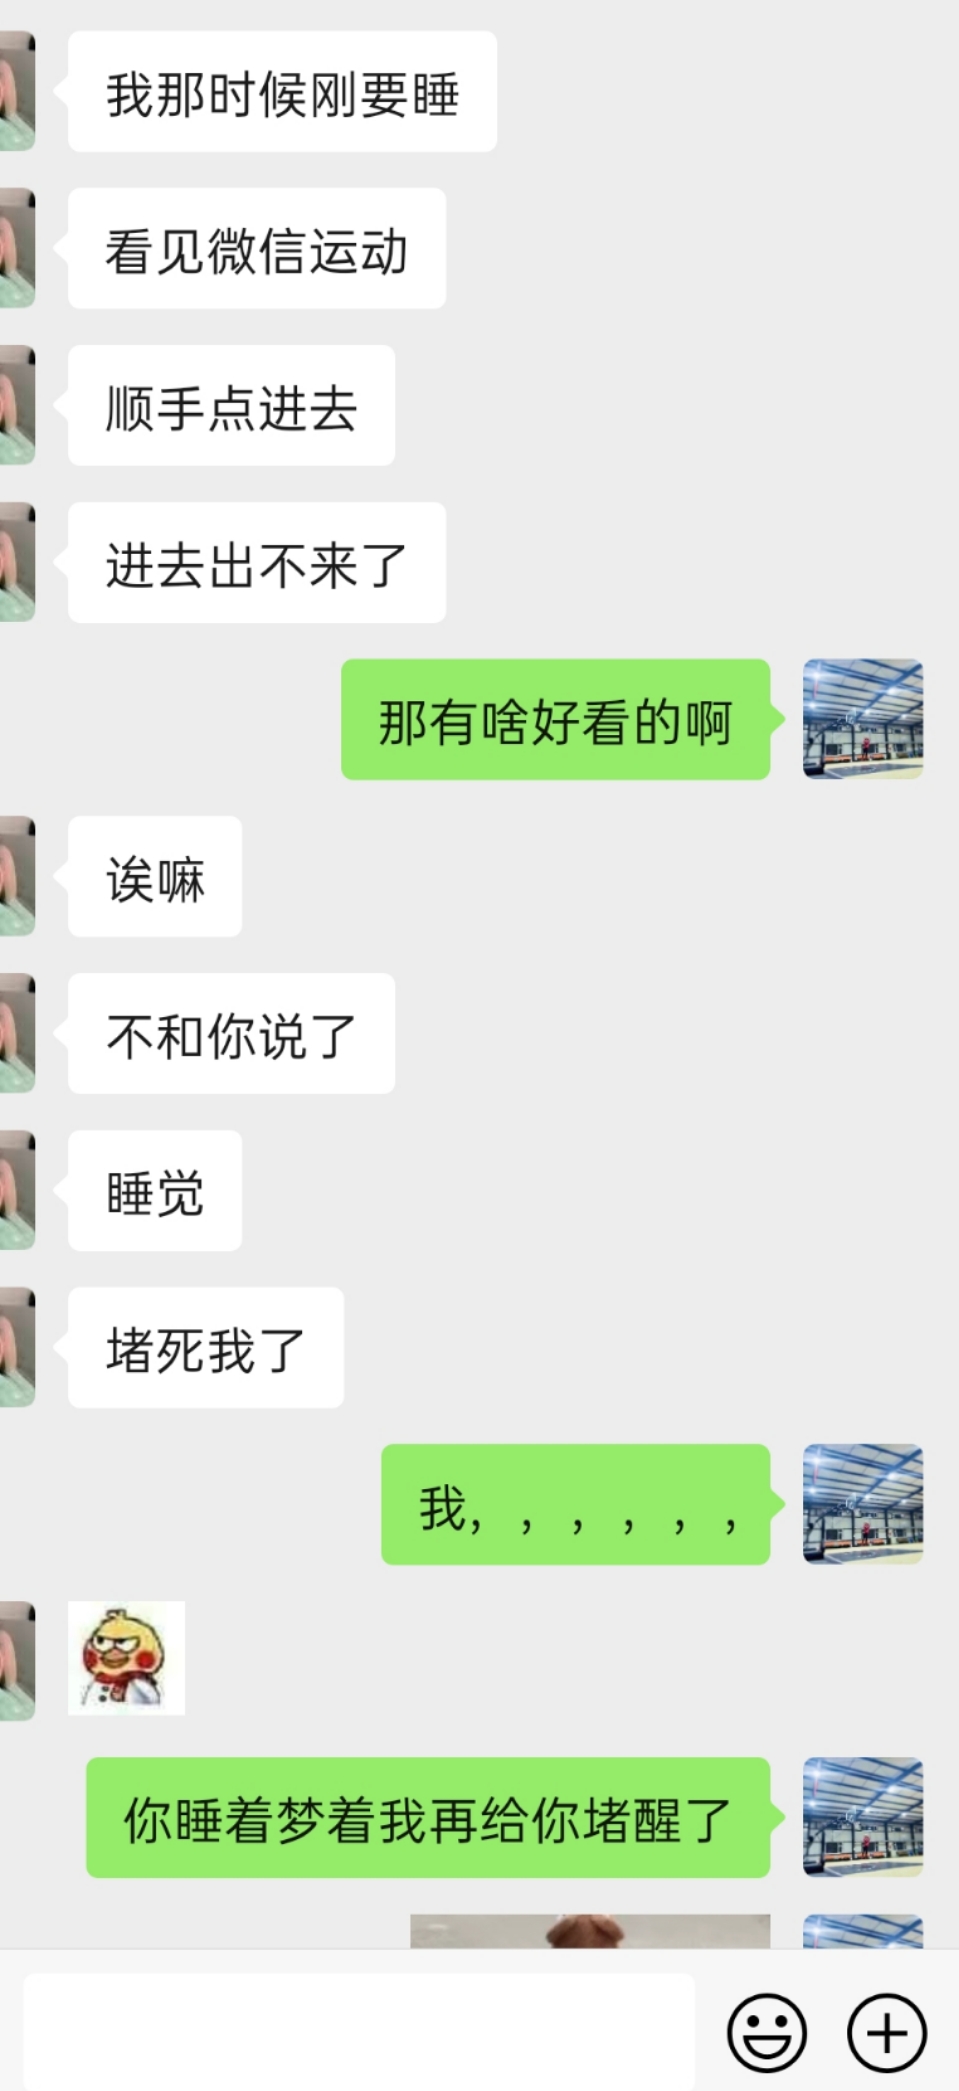 我那时候刚要睡
看见微信运动
顺手点进去
进去出不来了
那有啥好看的啊
诶嘛
不和你说了
睡觉
堵死我了
我，，，，，，
你睡着梦着我再给你堵醒了